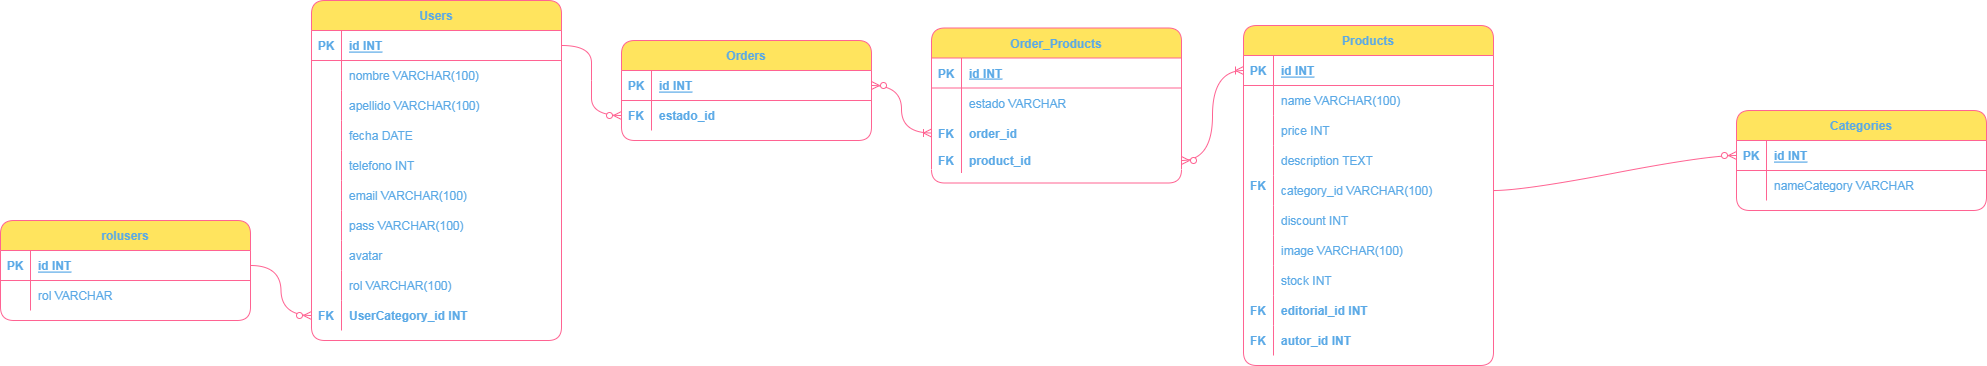 rolusers
PK id INT
rol VARCHAR
Users
PK id INT
nombre VARCHAR(100)
apellido VARCHAR(100)
fecha DATE
telefono INT
email VARCHAR(100)
pass VARCHAR(100)
avatar
rol VARCHAR(100)
FK UserCategory_id INT
Orders
PK id INT
FK estado_id
Order_Products
PK id INT
estado VARCHAR
FK order_id
FK product_id
Products
PK id INT
name VARCHAR(100)
price INT
description TEXT
FK category_id VARCHAR(100)
discount INT
image VARCHAR(100)
stock INT
FK editorial_id INT
FK autor_id INT
Categories
PK id INT
nameCategory VARCHAR